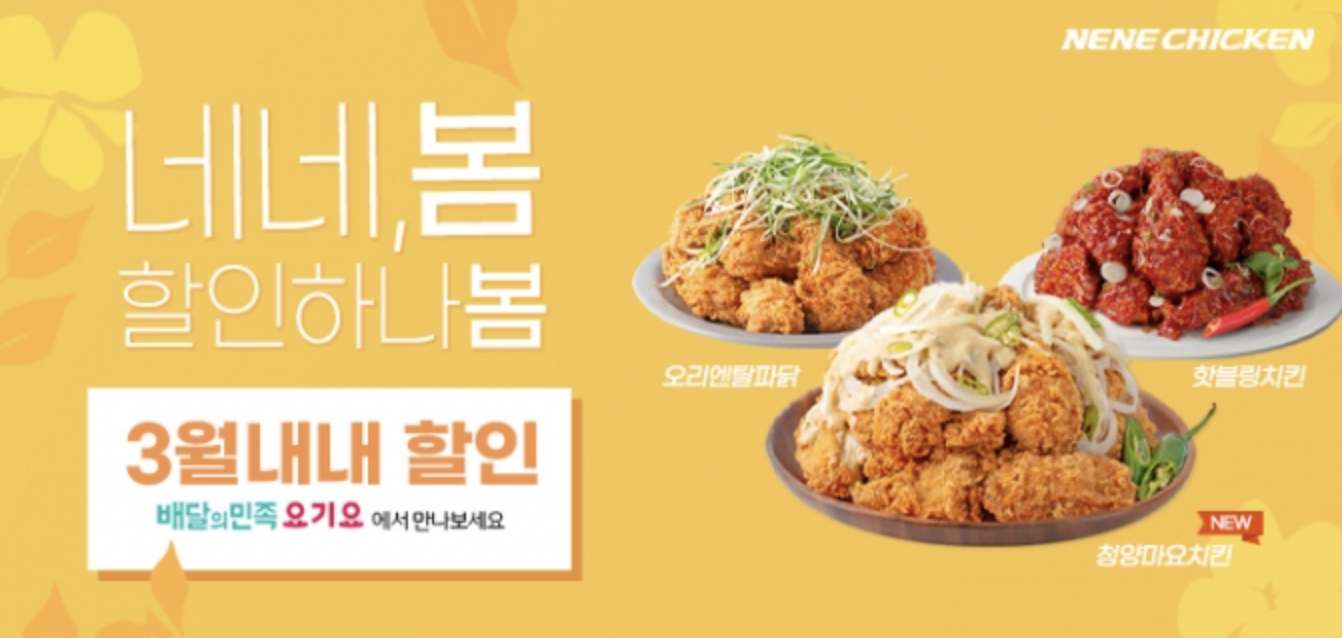 NENE CHICKEN
네네,봄
할인하나봄
3월내내 할인
배달의민족 요기요 에서 만나보세요
오리엔탈파닭
핫블링치킨
NEW
청양마요치킨